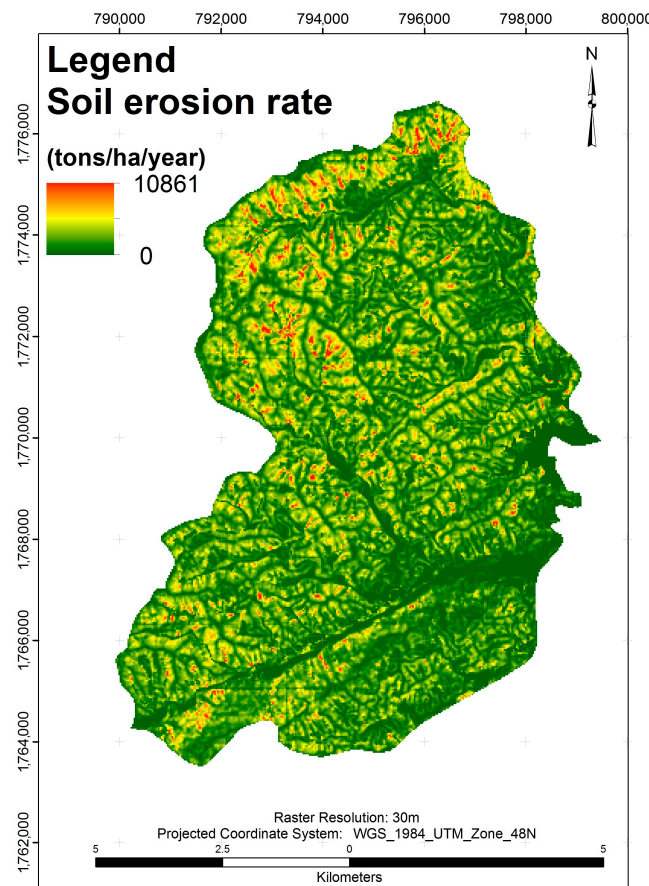 790,000 792,000 794,000 796,000 798,000 800,000
Legend
Soil erosion rate
(tons/ha/year)
10861
0
N
1,776,000
1,774,000
1,772,000
1,770,000
1,768,000
1,766,000
1,764,000
1,762,000
Raster Resolution: 30m
Projected Coordinate System: WGS_1984_UTM_Zone_48N
5 2.5 0 5
Kilometers